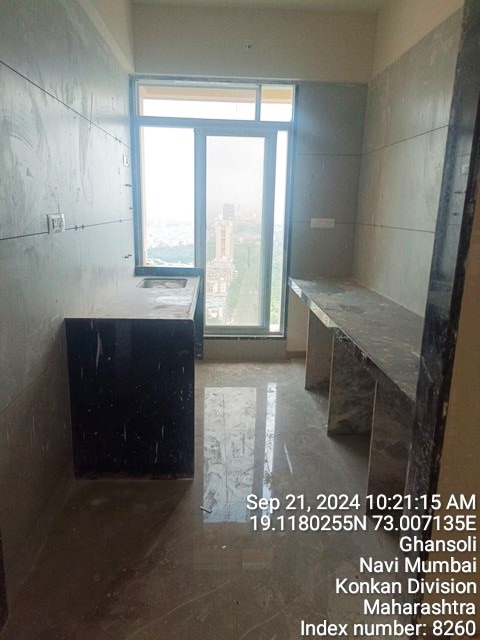 Sep 21, 2024 10:21:15 AM
19.1180255N 73.007135E
Ghansoli
Navi Mumbai
Konkan Division
Maharashtra
Index number: 8260